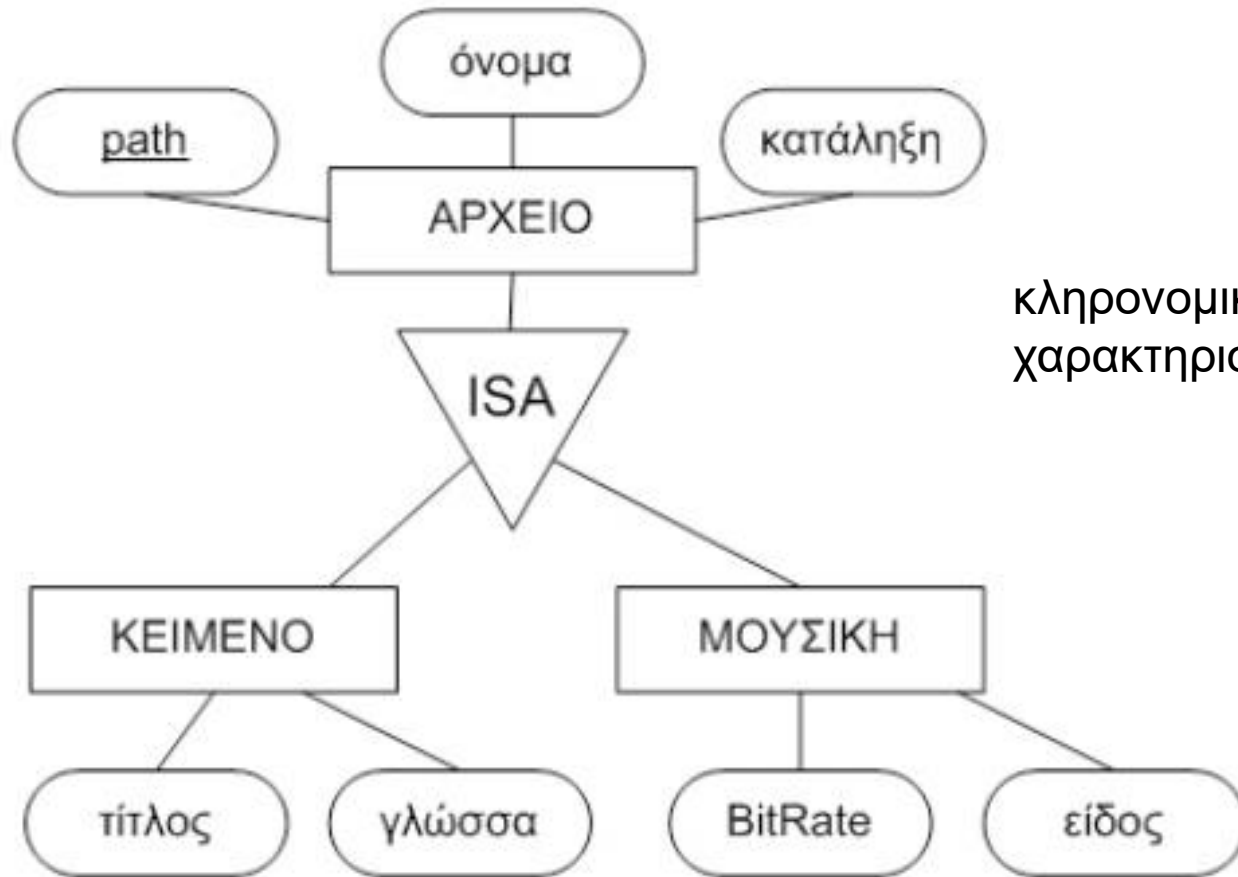 όνομα
path
κατάληξη
ΑΡΧΕΙΟ
ISA
ΚΕΙΜΕΝΟ
ΜΟΥΣΙΚΗ
τίτλος
γλώσσα
BitRate
είδος